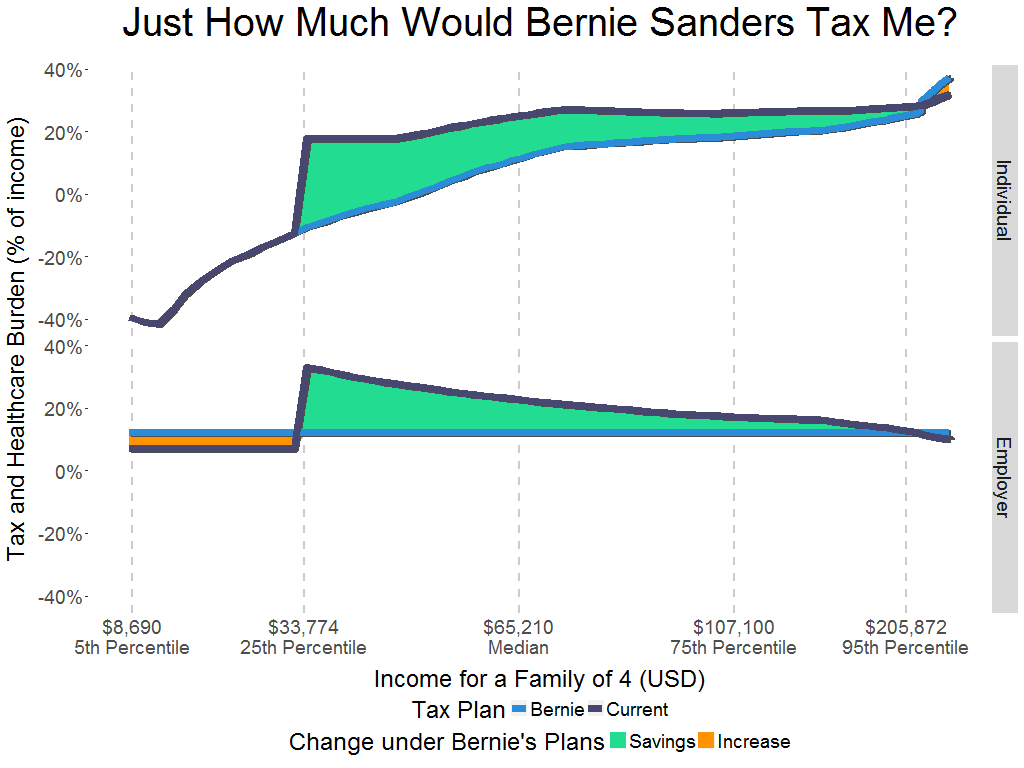 Just How Much Would Bernie Sanders Tax Me?
Tax and Healthcare Burden (% of income)
40%
20%
0%
-20%
-40%
Individual
40%
20%
0%
-20%
-40%
Employer
$8,690 $33,774 $65,210 $107,100 $205,872
5th Percentile 25th Percentile Median 75th Percentile 95th Percentile
Income for a Family of 4 (USD)
Tax Plan Bernie Current
Change under Bernie's Plans Savings Increase